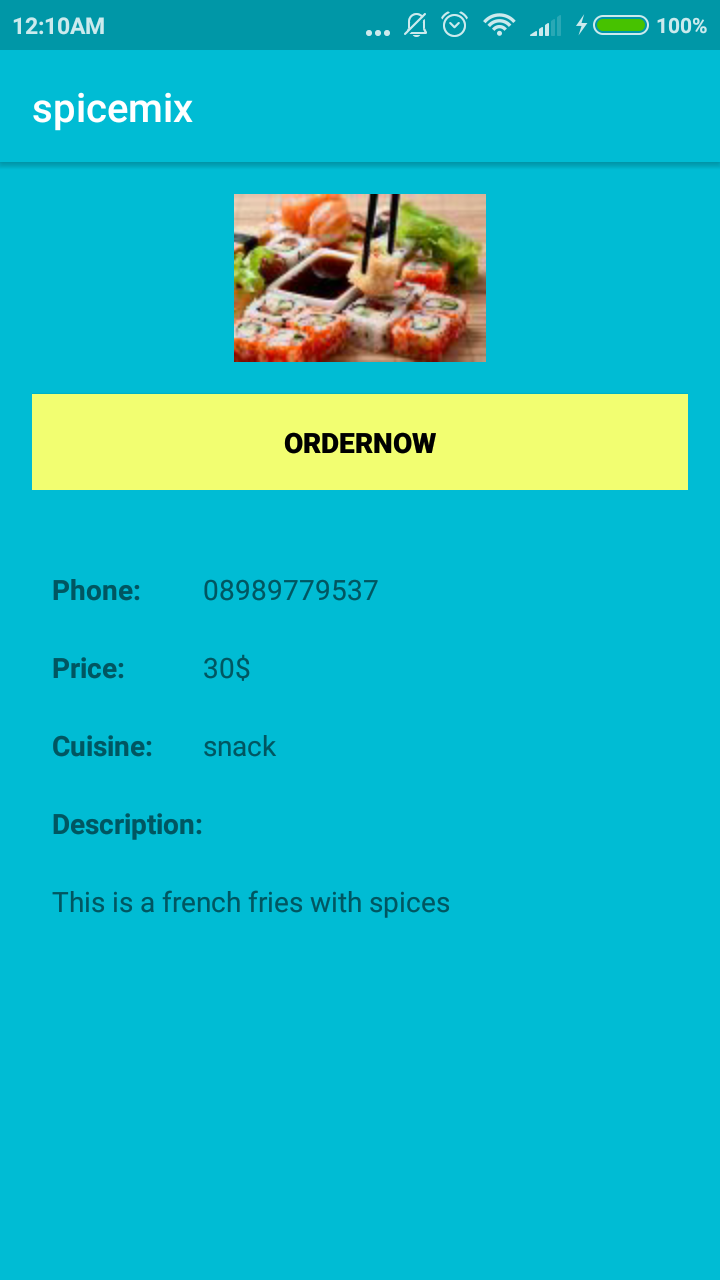 12:10AM
100%
spicemix
ORDERNOW
Phone: 08989779537
Price: 30$
Cuisine: snack
Description:
This is a french fries with spices